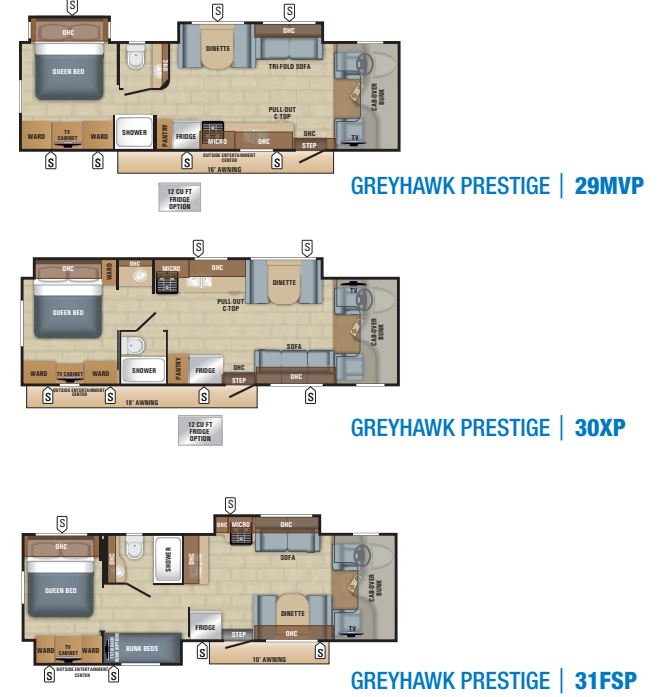 S
S
S
OHC
OHC
DINETTE
OHC
QUEEN BED
TRI-FOLD SOFA
CAB-OVER
BUNK
PULL-OUT
C-TOP
WARD
TV
CABINET
WARD
SHOWER
PANTRY
FRIDGE
MICRO
OHC
OHC
STEP
TV
S
S
S
S
OUTSIDE ENTERTAINMENT
CENTER
16' AWNING
12 CU FT
FRIDGE
OPTION
GREYHAWK PRESTIGE | 29MVP
S
S
OHC
WARD
OHC
MICRO
OHC
DINETTE
TV
QUEEN BED
PULL-OUT
C-TOP
CAB-OVER
BUNK
SOFA
WARD
TV CABINET
WARD
SHOWER
PANTRY
FRIDGE
OHC
STEP
OHC
OUTSIDE ENTERTAINMENT
CENTER
S
S
S
18' AWNING
12 CU FT
FRIDGE
OPTION
GREYHAWK PRESTIGE | 30XP
S
S
OHC
MICRO
OHC
OHC
OHC
SHOWER
OHC
SOFA
QUEEN BED
CAB-OVER
BUNK
DINETTE
FRIDGE
STEP
OHC
TV
WARD
TV
CABINET
WARD
BUNK BEDS
S
S
10' AWNING
OUTSIDE ENTERTAINMENT
CENTER
S
S
GREYHAWK PRESTIGE | 31FSP